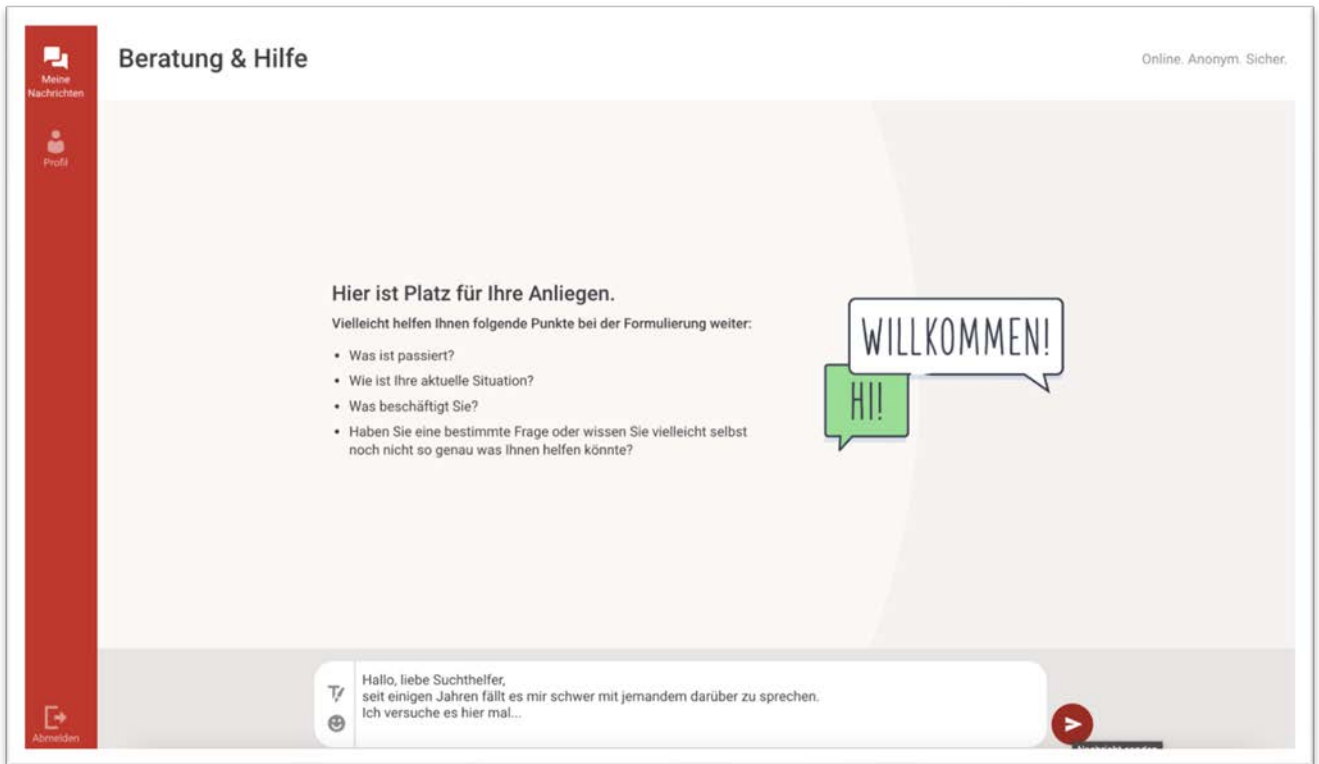 Meine
Nachrichten
Profil
Abmelden
Beratung & Hilfe
Online. Anonym. Sicher.
Hier ist Platz für Ihre Anliegen.
Vielleicht helfen Ihnen folgende Punkte bei der Formulierung weiter:
• Was ist passiert?
• Wie ist Ihre aktuelle Situation?
• Was beschäftigt Sie?
• Haben Sie eine bestimmte Frage oder wissen Sie vielleicht selbst
noch nicht so genau was Ihnen helfen könnte?
WILLKOMMEN!
HI!
Hallo, liebe Suchthelfer,
seit einigen Jahren fällt es mir schwer mit jemandem darüber zu sprechen.
Ich versuche es hier mal...